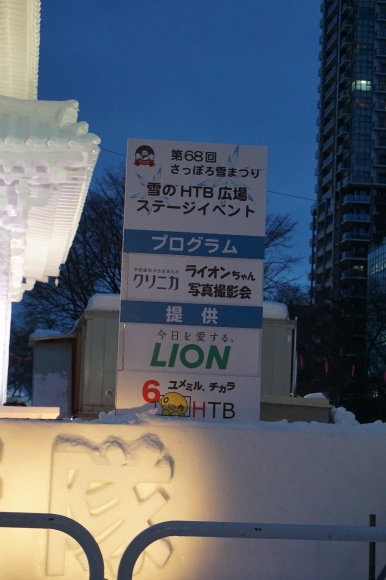 第68回
さっぽろ雪まつり
雪のHTB広場
ステージイベント
プログラム
クリニカ
ライオンちゃん
写真撮影会
提供
今日を愛する。
LION
6
ユメミル、チカラ
HTB
隊